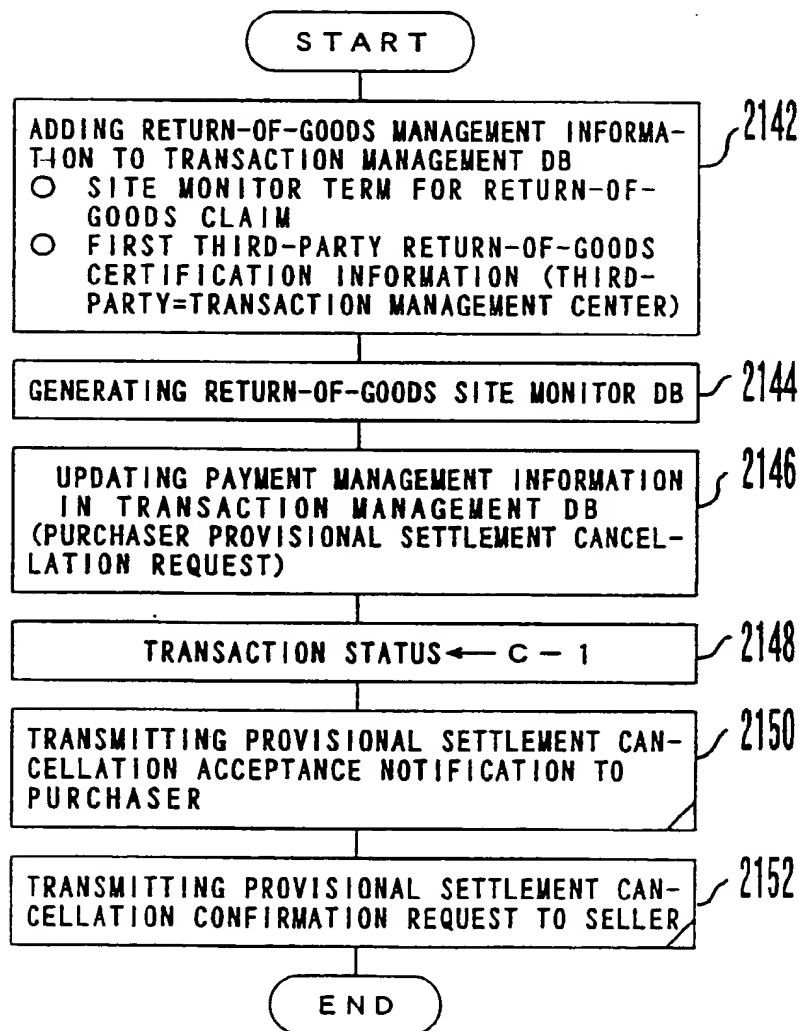 START
2142
ADDING RETURN-OF-GOODS MANAGEMENT INFORMA-
TION TO TRANSACTION MANAGEMENT DB
○ SITE MONITOR TERM FOR RETURN-OF-
GOODS CLAIM
○ FIRST THIRD-PARTY RETURN-OF-GOODS
CERTIFICATION INFORMATION (THIRD-
PARTY=TRANSACTION MANAGEMENT CENTER)
GENERATING RETURN-OF-GOODS SITE MONITOR DB
2144
UPDATING PAYMENT MANAGEMENT INFORMATION
IN TRANSACTION MANAGEMENT DB
(PURCHASER PROVISIONAL SETTLEMENT CANCEL-
LATION REQUEST)
2146
TRANSACTION STATUS ← C - 1
2148
TRANSMITTING PROVISIONAL SETTLEMENT CAN-
CELLATION ACCEPTANCE NOTIFICATION TO
PURCHASER
2150
TRANSMITTING PROVISIONAL SETTLEMENT CAN-
CELLATION CONFIRMATION REQUEST TO SELLER
2152
END